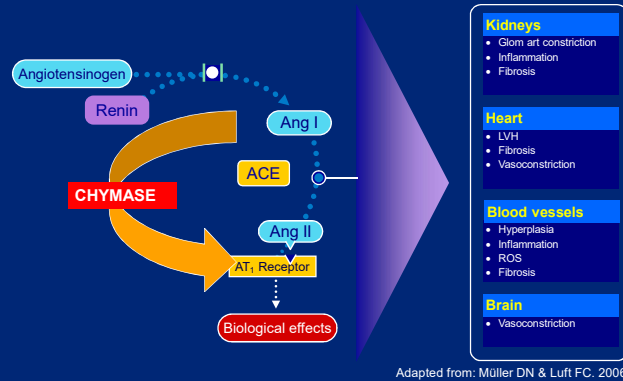 Angiotensinogen
Renin
Ang I
ACE
CHYMASE
Ang II
AT₁ Receptor
Biological effects
Kidneys
• Glom art constriction
• Inflammation
• Fibrosis
Heart
• LVH
• Fibrosis
• Vasoconstriction
Blood vessels
• Hyperplasia
• Inflammation
• ROS
• Fibrosis
Brain
• Vasoconstriction
Adapted from: Müller DN & Luft FC. 2006